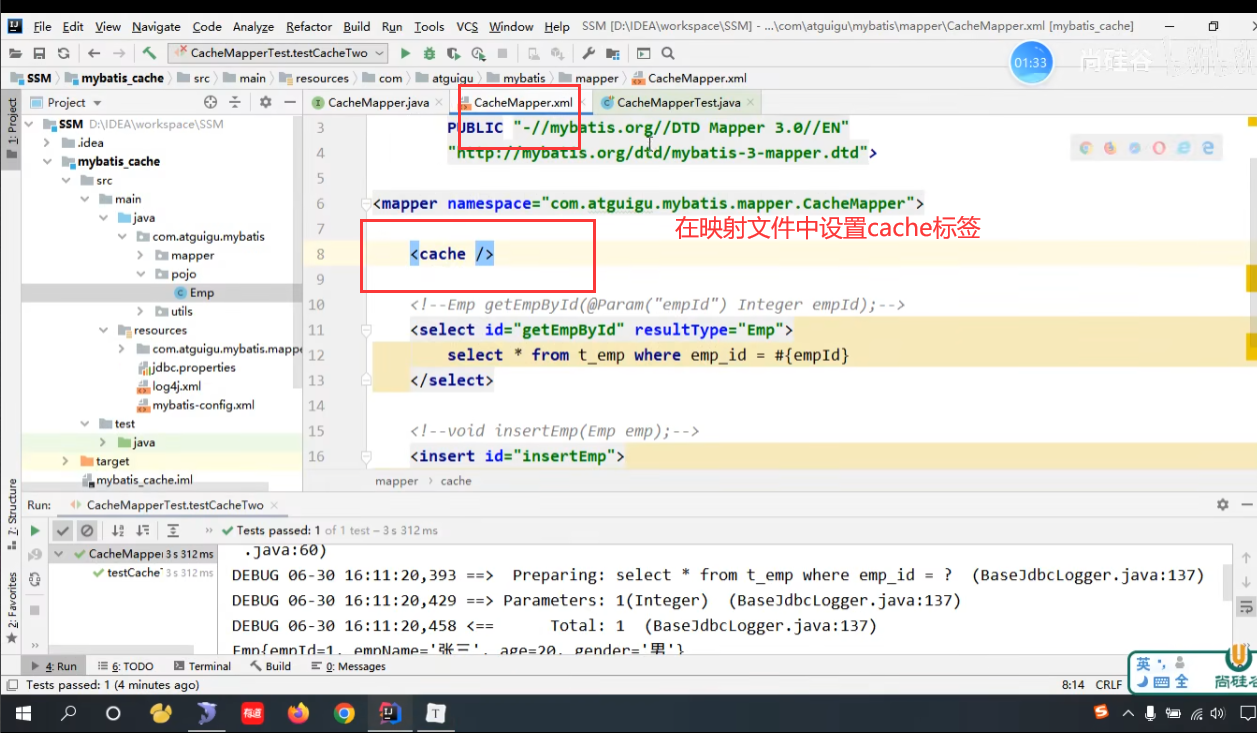 File Edit View Navigate Code Analyze Refactor Build Run Tools VCS Window Help SSM [D:\IDEA\workspace\SSM] - ...\com\atguigu\mybatis\mapper\CacheMapper.xml [mybatis_cache]
CacheMapperTest.testCacheTwo
SSM mybatis_cache src main resources com atguigu mybatis mapper CacheMapper.xml
01:33
尚硅谷
Project
CacheMapper.java CacheMapper.xml CacheMapperTest.java
1: Project
SSM D:\IDEA\workspace\SSM
.idea
mybatis_cache
src
main
java
com.atguigu.mybatis
mapper
pojo
Emp
utils
resources
com.atguigu.mybatis.mappe
jdbc.properties
log4j.xml
mybatis-config.xml
test
java
target
mybatis_cache.iml
3 PUBLIC "-//mybatis.org//DTD Mapper 3.0//EN"
4 "http://mybatis.org/dtd/mybatis-3-mapper.dtd">
5
6 <mapper namespace="com.atguigu.mybatis.mapper.CacheMapper">
7
在映射文件中设置cache标签
8 <cache />
9
10 <!--Emp getEmpById(@Param("empId") Integer empId);-->
11 <select id="getEmpById" resultType="Emp">
12 select * from t_emp where emp_id = #{empId}
13 </select>
14
15 <!--void insertEmp(Emp emp);-->
16 <insert id="insertEmp">
mapper › cache
7: Structure
2: Favorites
Run: CacheMapperTest.testCacheTwo
Tests passed: 1 of 1 test – 3 s 312 ms
CacheMapper 3 s 312 ms
testCache 3 s 312 ms
.java:60)
DEBUG 06-30 16:11:20,393 ==>  Preparing: select * from t_emp where emp_id = ?  (BaseJdbcLogger.java:137)
DEBUG 06-30 16:11:20,429 ==> Parameters: 1(Integer)  (BaseJdbcLogger.java:137)
DEBUG 06-30 16:11:20,458 <==      Total: 1  (BaseJdbcLogger.java:137)
Emp{empId=1, empName='张三', age=20, gender='男'}
4: Run 6: TODO Terminal Build 0: Messages
Tests passed: 1 (4 minutes ago)
8:14 CRLF
英 全
尚硅谷
有道
T